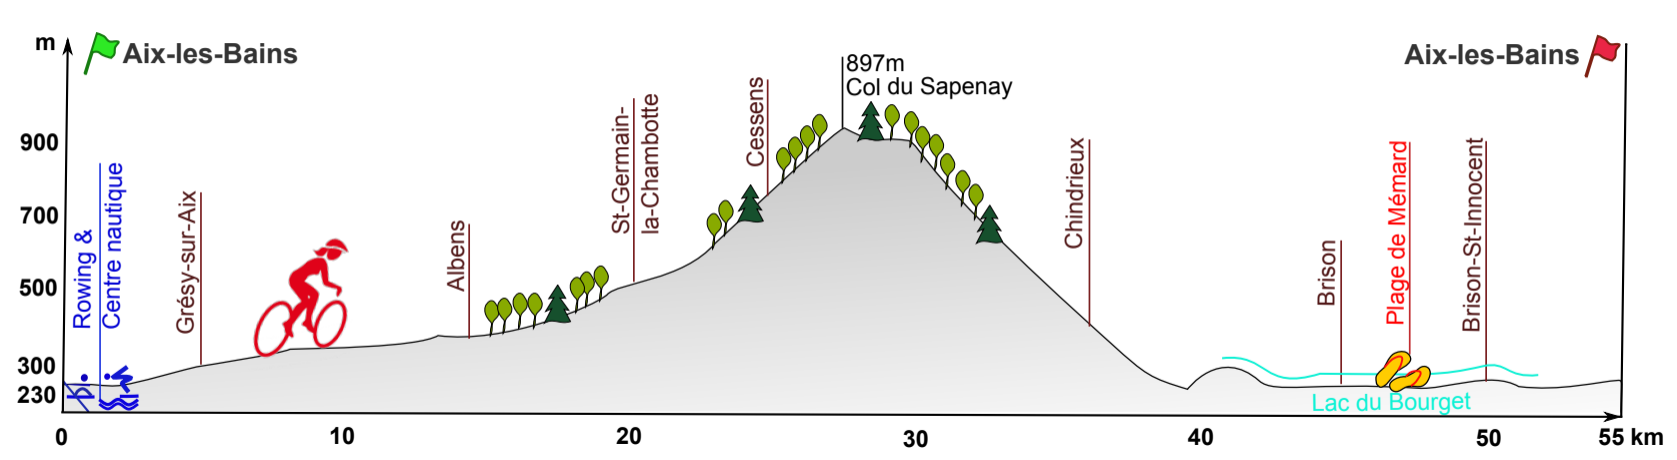 m
Aix-les-Bains
Aix-les-Bains
897m
Col du Sapenay
900
700
500
300
230
Rowing &
Centre nautique
Grésy-sur-Aix
Albens
St-Germain-
la-Chambotte
Cessens
Chindrieux
Brison
Plage de Mémard
Brison-St-Innocent
Lac du Bourget
0
10
20
30
40
50
55 km